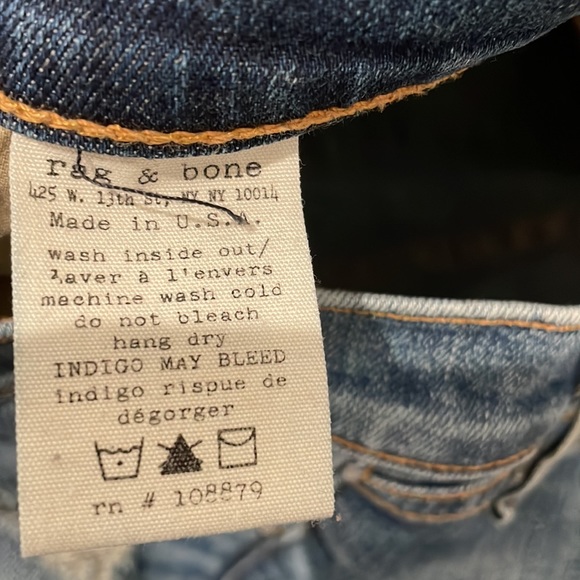 rag & bone
425 W. 13th St, NY NY 10014
Made in U.S.A.
wash inside out/
laver à l'envers
machine wash cold
do not bleach
hang dry
INDIGO MAY BLEED
indigo rispue de
dégorger
rn # 108879